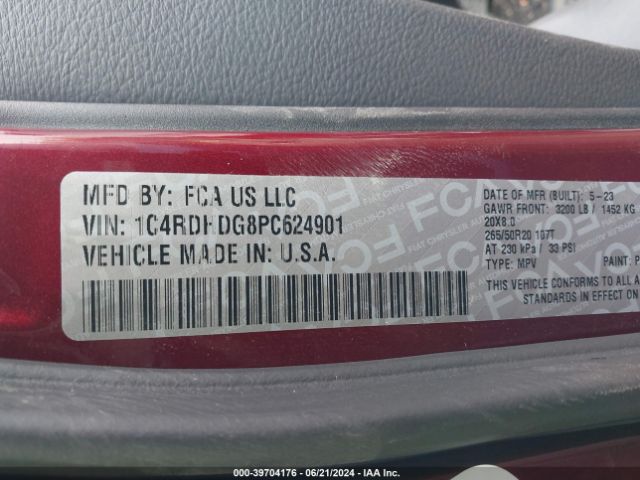 MFD BY: FCA US LLC
VIN: 1C4RDHDG8PC624901
VEHICLE MADE IN: U.S.A.
DATE OF MFR (BUILT): 5-23
GAWR FRONT: 3200 LB / 1452 KG
20X8.0
265/50R20 107T
AT 230 kPa / 33 PSI
TYPE: MPV PAINT: P
THIS VEHICLE CONFORMS TO ALL
STANDARDS IN EFFECT ON
00-39704176 - 06/21/2024 - IAA Inc.